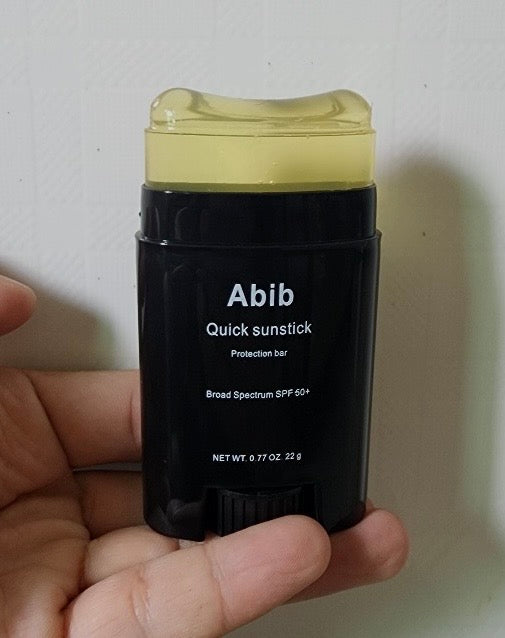 Abib
Quick sunstick
Protection bar
Broad Spectrum SPF 50+
NET WT. 0.77 OZ. 22 g